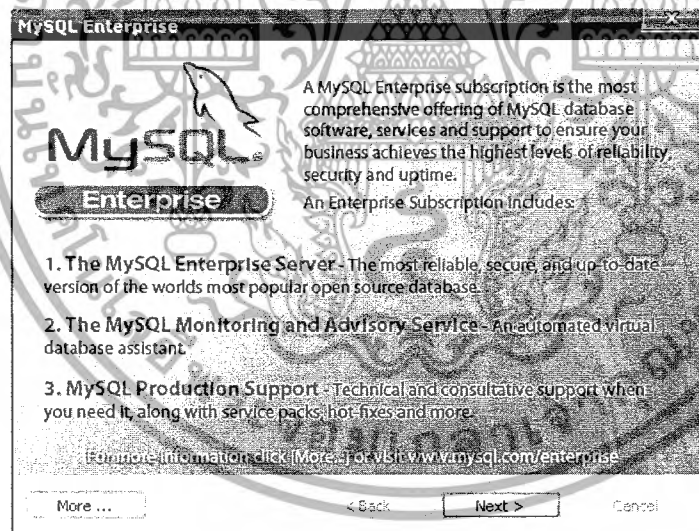 MySQL Enterprise
A MySQL Enterprise subscription is the most
comprehensive offering of MySQL database
software, services and support to ensure your
business achieves the highest levels of reliability,
security and uptime.
An Enterprise Subscription includes:
MySQL®
Enterprise
1. The MySQL Enterprise Server - The most reliable, secure, and up-to-date
version of the worlds most popular open source database.
2. The MySQL Monitoring and Advisory Service - An automated virtual
database assistant.
3. MySQL Production Support - Technical and consultative support when
you need it, along with service packs, hot-fixes and more.
For more information click [More...] or visit www.mysql.com/enterprise
More ...
< Back
Next >
Cancel